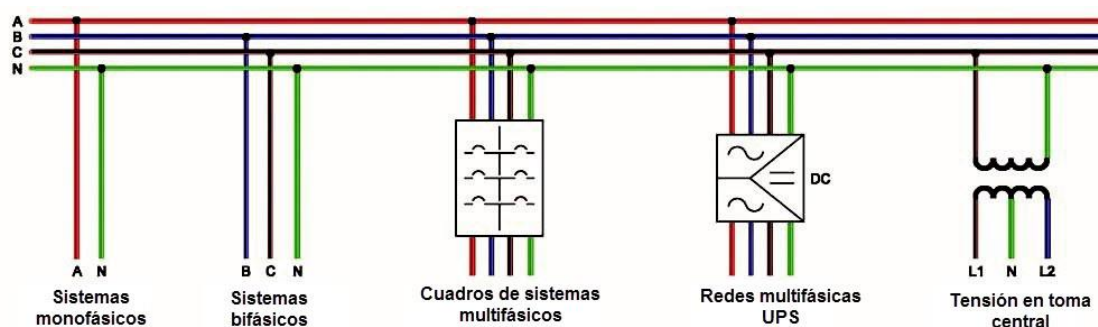 A
B
C
N
DC
A N
B C N
L1 N L2
Sistemas
monofásicos
Sistemas
bifásicos
Cuadros de sistemas
multifásicos
Redes multifásicas
UPS
Tensión en toma
central